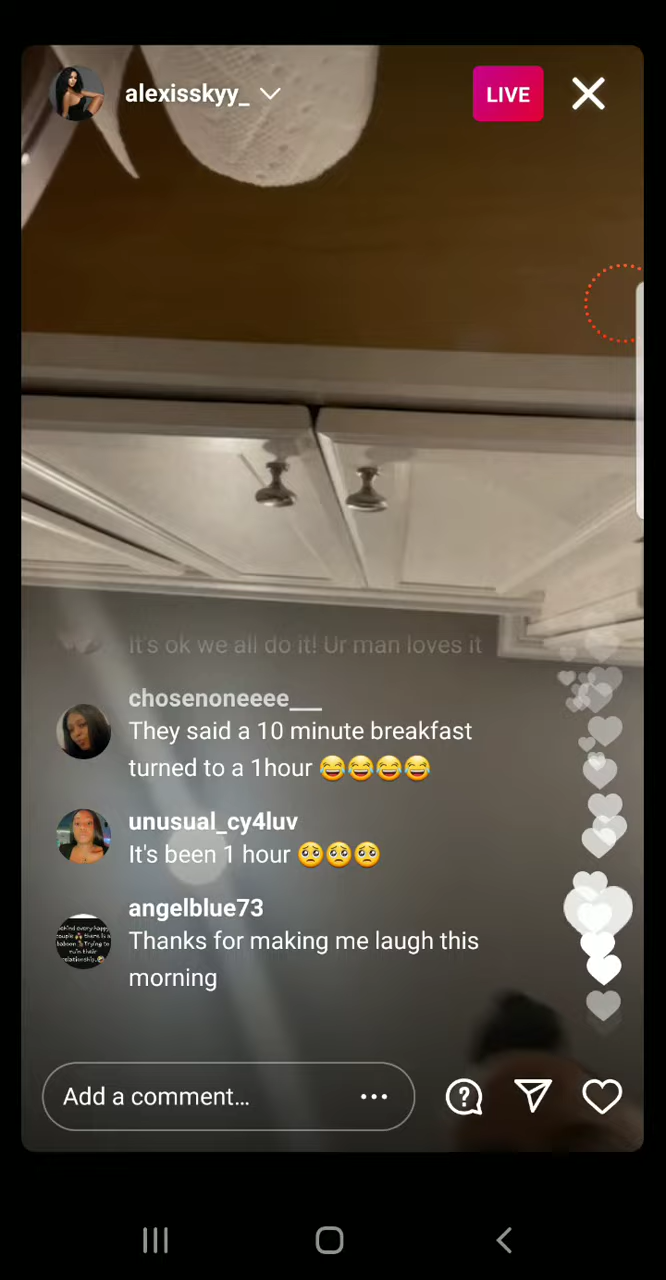 alexisskyy_
LIVE
It's ok we all do it! Ur man loves it
chosenoneeee___
They said a 10 minute breakfast
turned to a 1hour 😂😂😂😂
unusual_cy4luv
It's been 1 hour 🥺🥺🥺
angelblue73
Thanks for making me laugh this
morning
Add a comment...